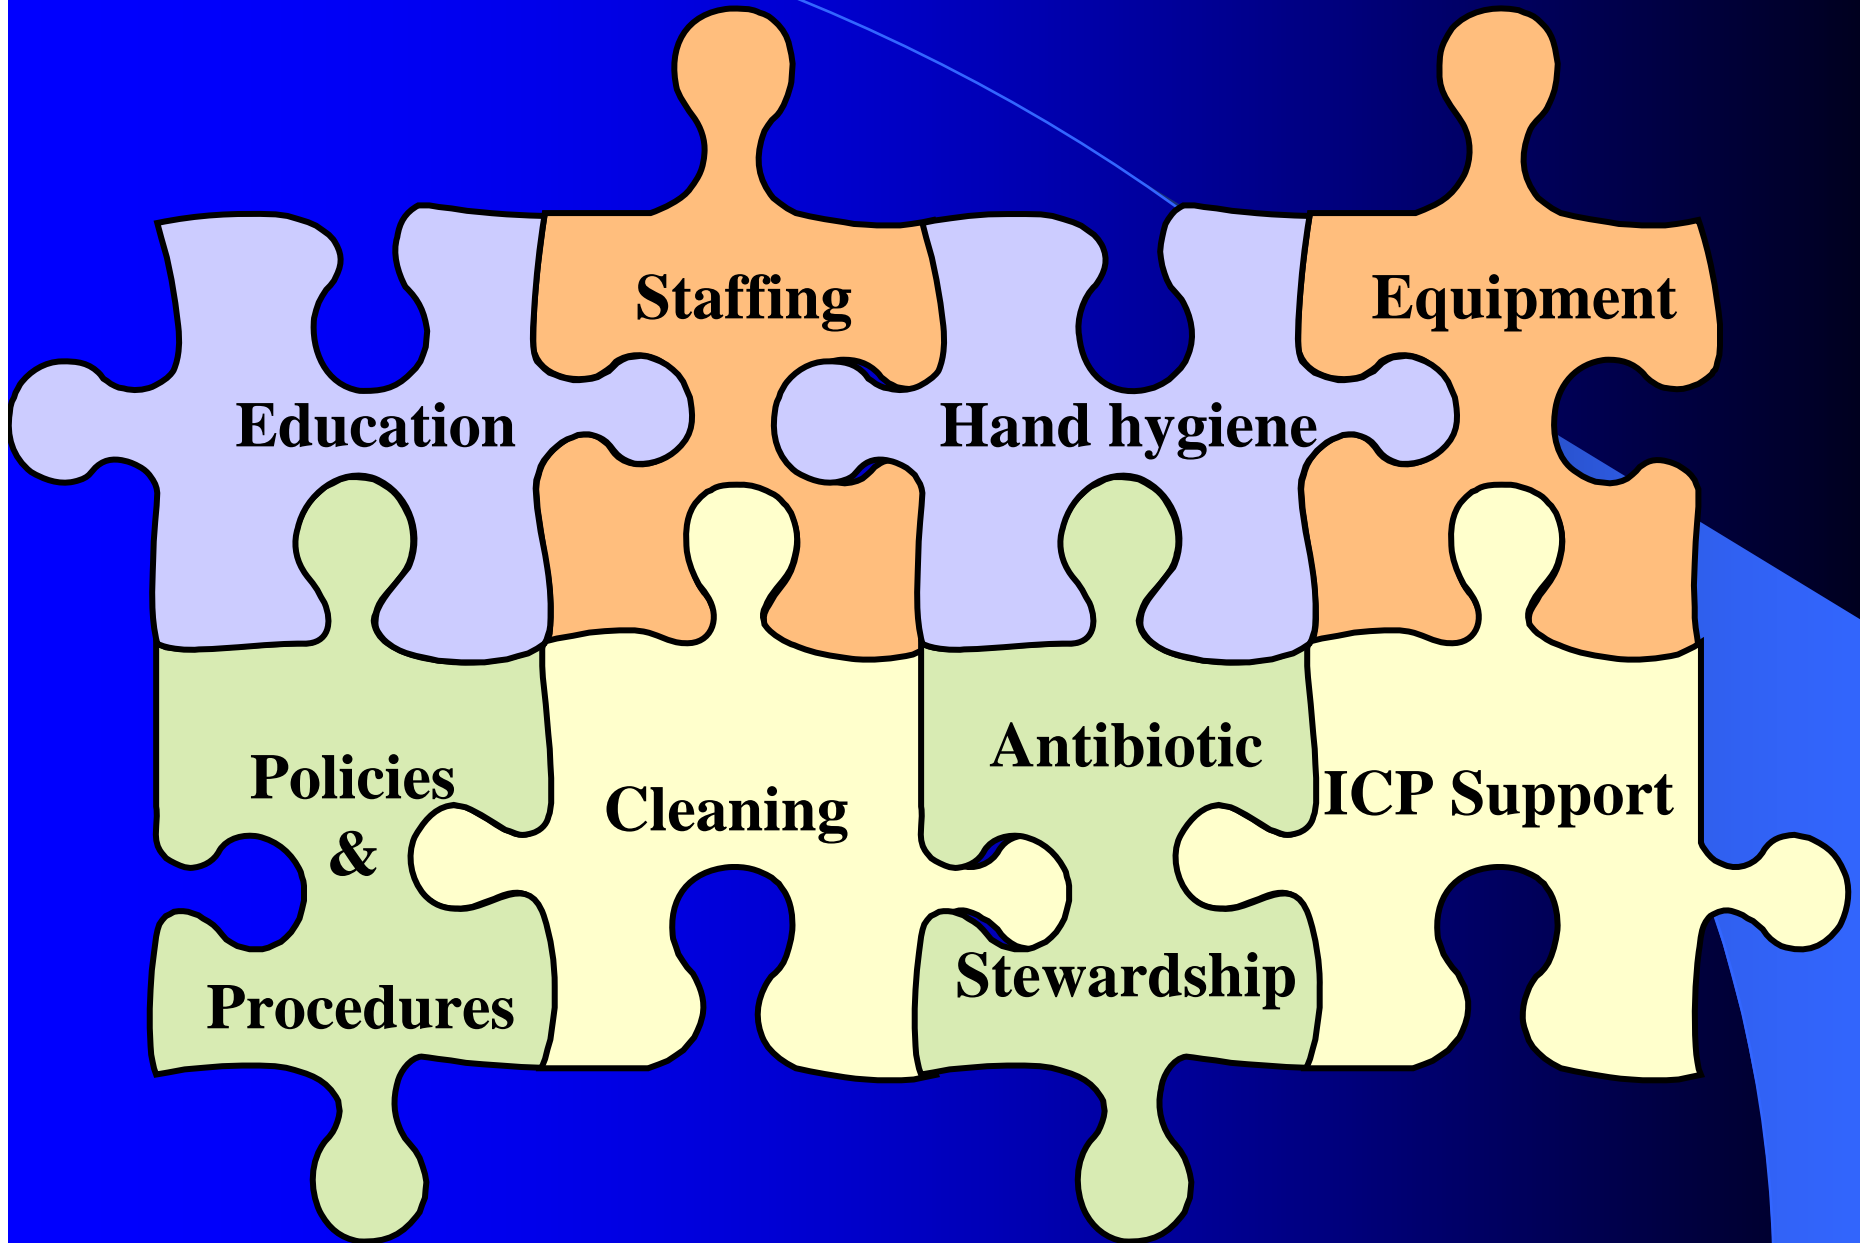 Education
Staffing
Hand hygiene
Equipment
Policies
&
Procedures
Cleaning
Antibiotic
Stewardship
ICP Support